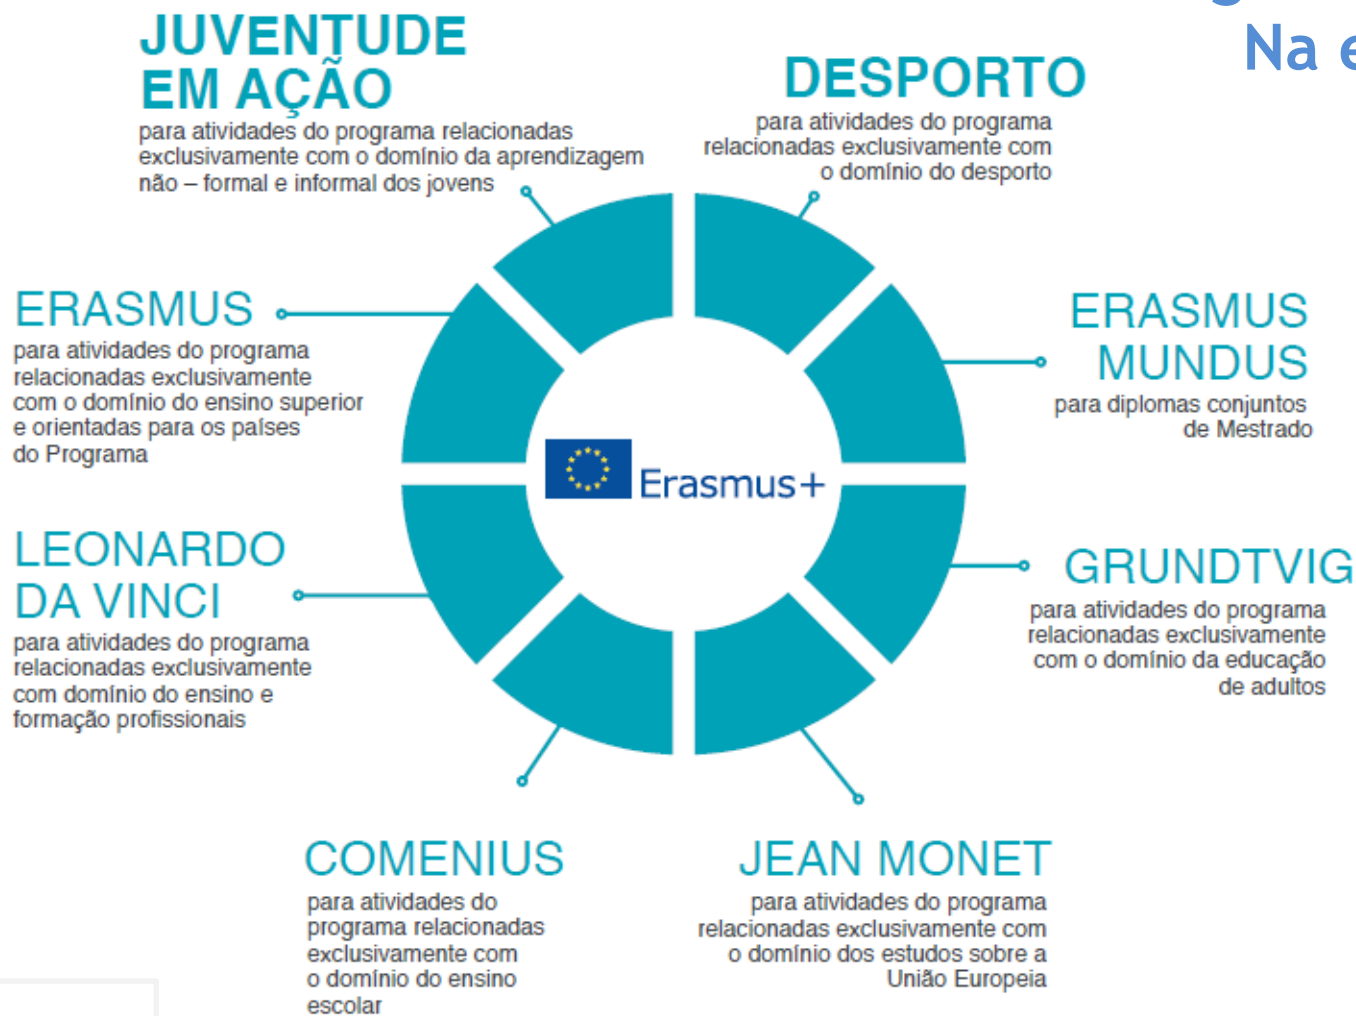 Na e
JUVENTUDE
EM AÇÃO
para atividades do programa relacionadas
exclusivamente com o domínio da aprendizagem
não – formal e informal dos jovens
DESPORTO
para atividades do programa
relacionadas exclusivamente com
o domínio do desporto
ERASMUS
para atividades do programa
relacionadas exclusivamente
com o domínio do ensino superior
e orientadas para os países
do Programa
ERASMUS
MUNDUS
para diplomas conjuntos
de Mestrado
Erasmus+
LEONARDO
DA VINCI
para atividades do programa
relacionadas exclusivamente
com domínio do ensino e
formação profissionais
GRUNDTVIG
para atividades do programa
relacionadas exclusivamente
com o domínio da educação
de adultos
COMENIUS
para atividades do
programa relacionadas
exclusivamente com
o domínio do ensino
escolar
JEAN MONET
para atividades do programa
relacionadas exclusivamente com
o domínio dos estudos sobre a
União Europeia